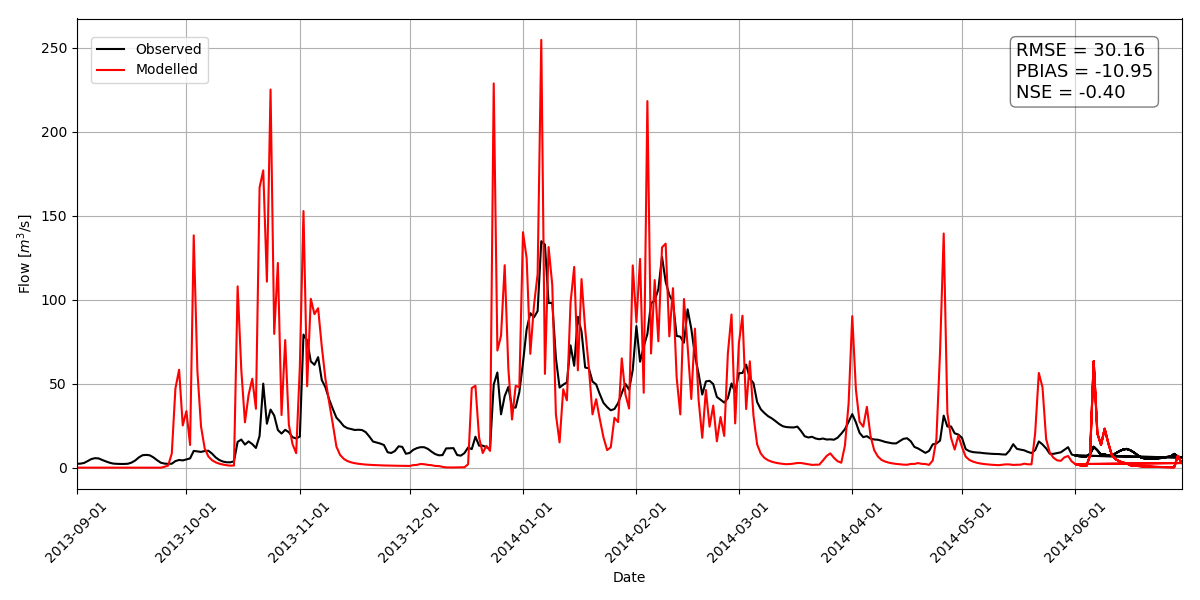 Observed
Modelled
RMSE = 30.16
PBIAS = -10.95
NSE = -0.40
250
200
150
100
50
0
Flow [m³/s]
2013-09-01
2013-10-01
2013-11-01
2013-12-01
2014-01-01
2014-02-01
2014-03-01
2014-04-01
2014-05-01
2014-06-01
Date